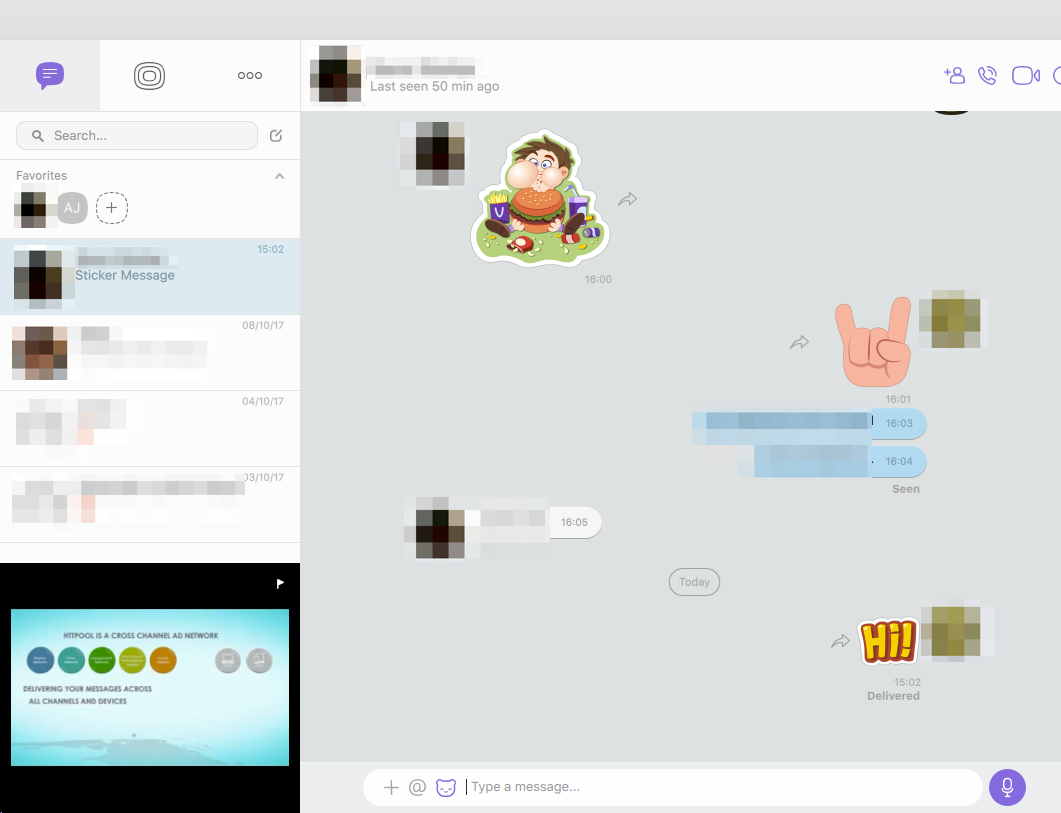 Last seen 50 min ago
Search...
Favorites
AJ
15:02
Sticker Message
08/10/17
04/10/17
03/10/17
HTTPOOL IS A CROSS CHANNEL AD NETWORK
DELIVERING YOUR MESSAGES ACROSS
ALL CHANNELS AND DEVICES
16:00
16:01
16:03
16:04
Seen
16:05
Today
Hi!
15:02
Delivered
@
Type a message...